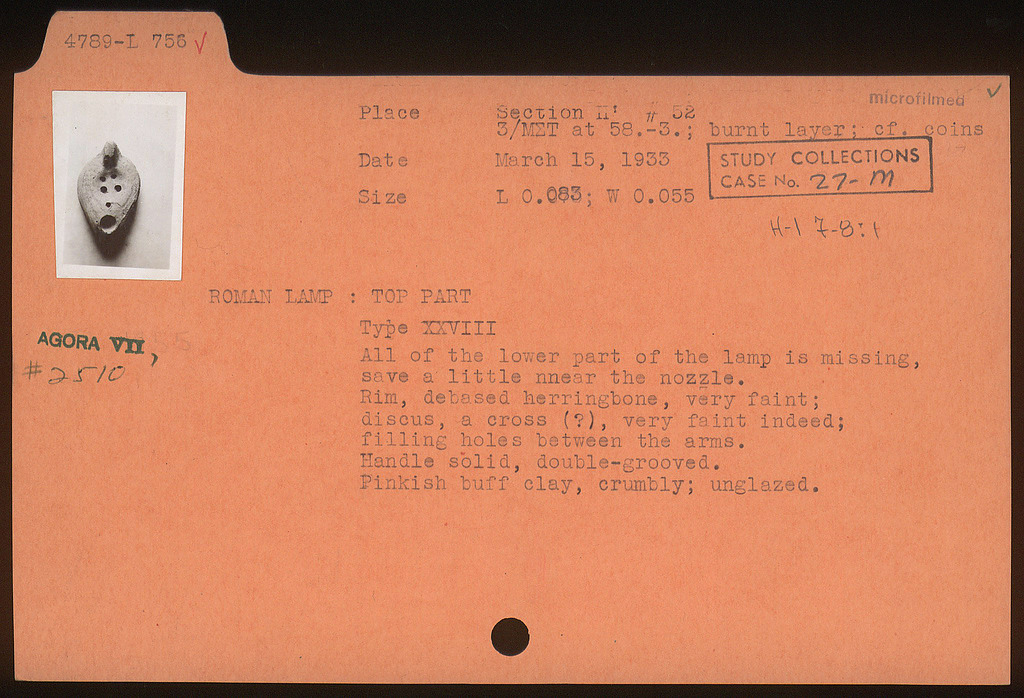 4789-L 756 ✓
microfilmed ✓
Place Section H' # 52
3/MΣT at 58.-3.; burnt layer; cf. coins
Date March 15, 1933
STUDY COLLECTIONS
CASE No. 27-M
Size L 0.083; W 0.055
H-1 7-8:1
ROMAN LAMP : TOP PART
Type XXVIII
AGORA VII,
#2510
All of the lower part of the lamp is missing,
save a little nnear the nozzle.
Rim, debased herringbone, very faint;
discus, a cross (?), very faint indeed;
filling holes between the arms.
Handle solid, double-grooved.
Pinkish buff clay, crumbly; unglazed.